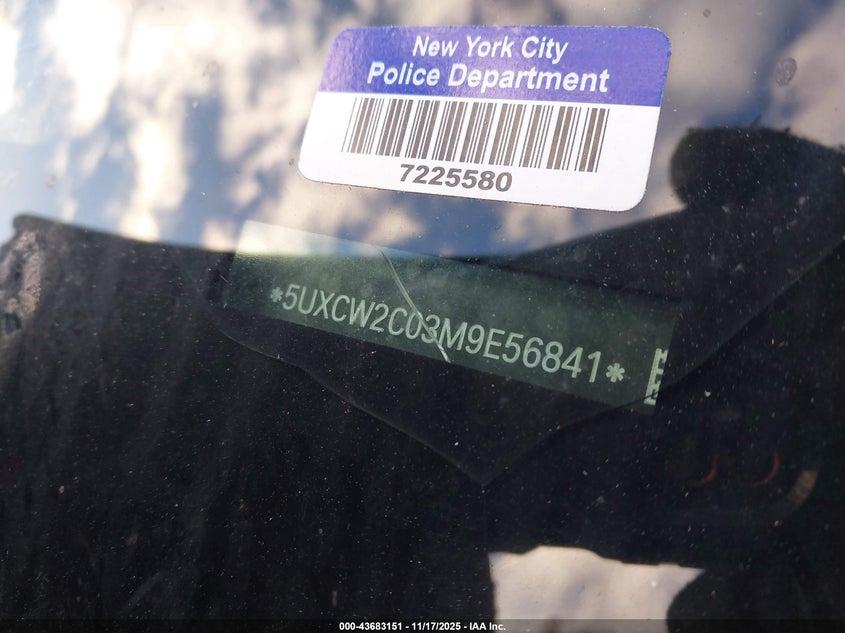 New York City
Police Department
7225580
*5UXCW2C03M9E56841*
000-43683151 - 11/17/2025 - IAA Inc.